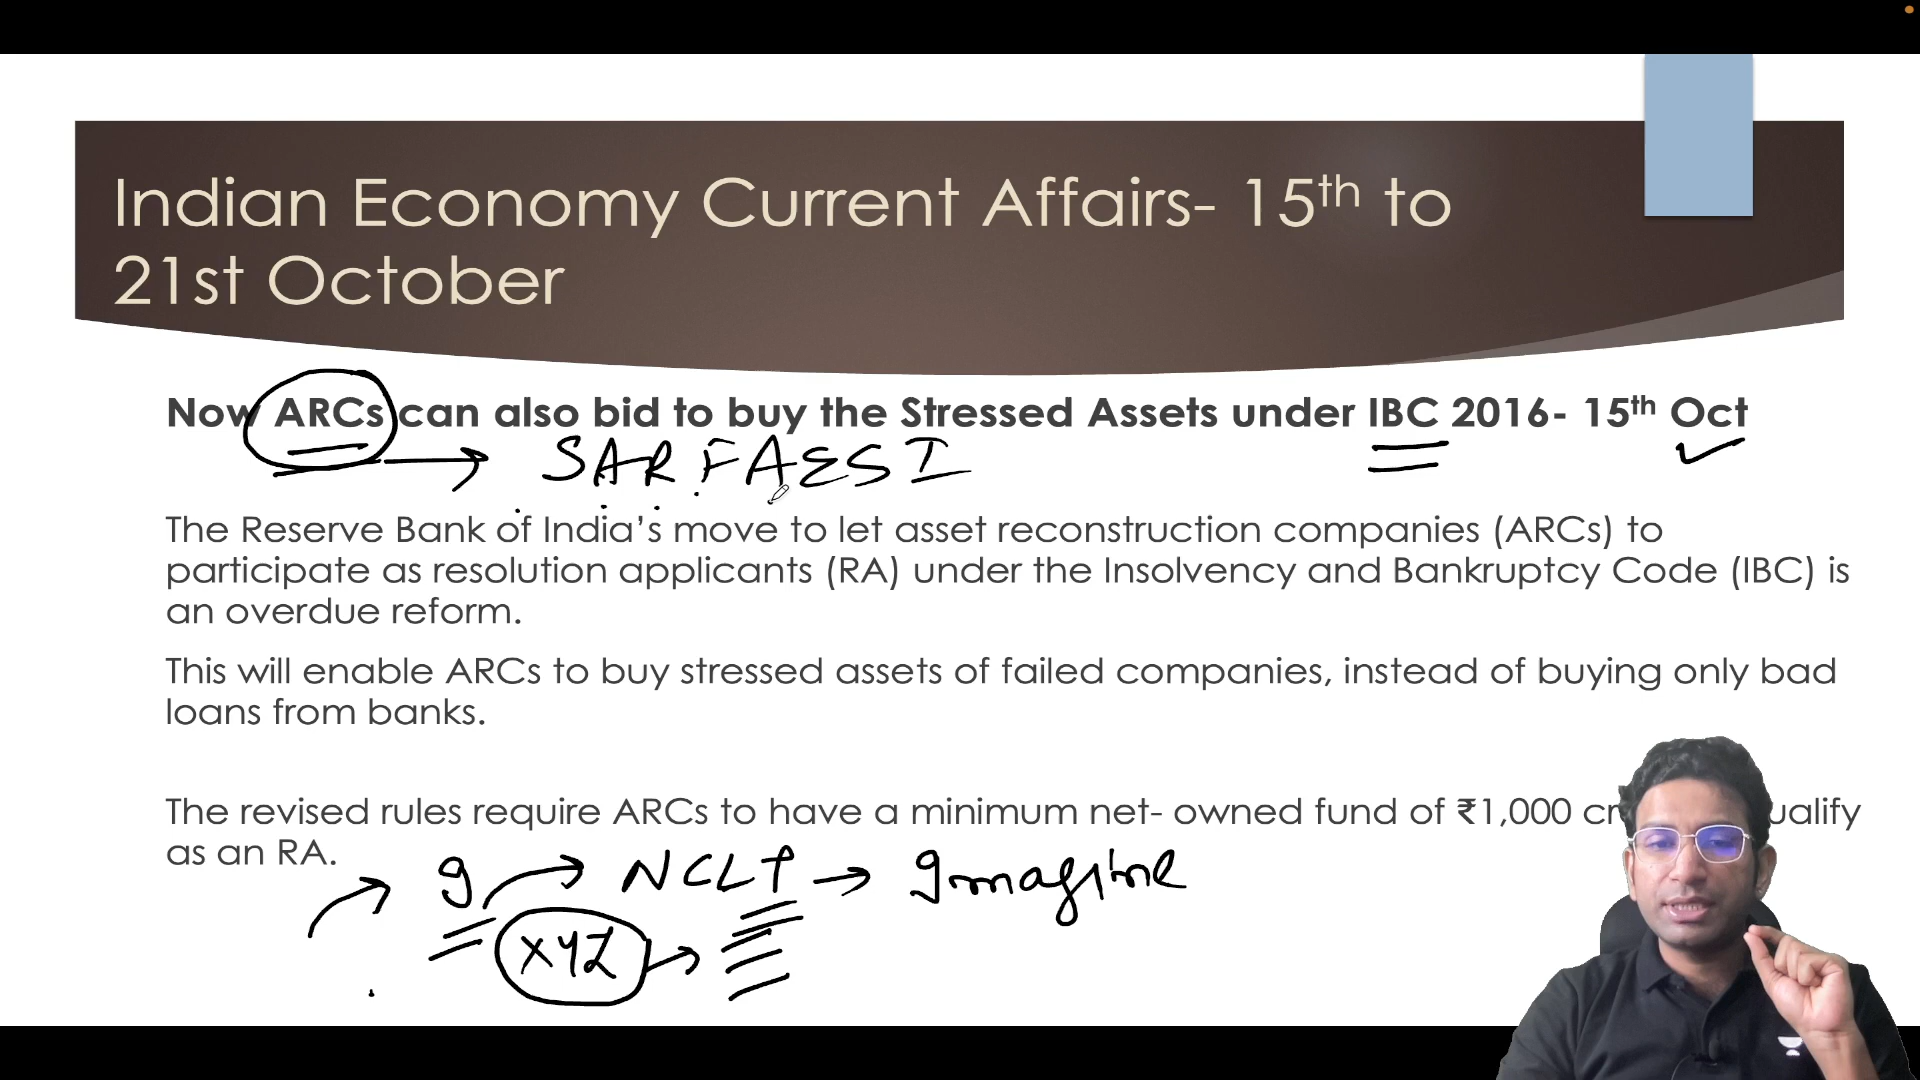 Indian Economy Current Affairs- 15th to
21st October
Now ARCs can also bid to buy the Stressed Assets under IBC 2016- 15th Oct
SARFAESI
The Reserve Bank of India's move to let asset reconstruction companies (ARCs) to
participate as resolution applicants (RA) under the Insolvency and Bankruptcy Code (IBC) is
an overdue reform.
This will enable ARCs to buy stressed assets of failed companies, instead of buying only bad
loans from banks.
The revised rules require ARCs to have a minimum net- owned fund of ₹1,000
as an RA.
NCLT
XYZ